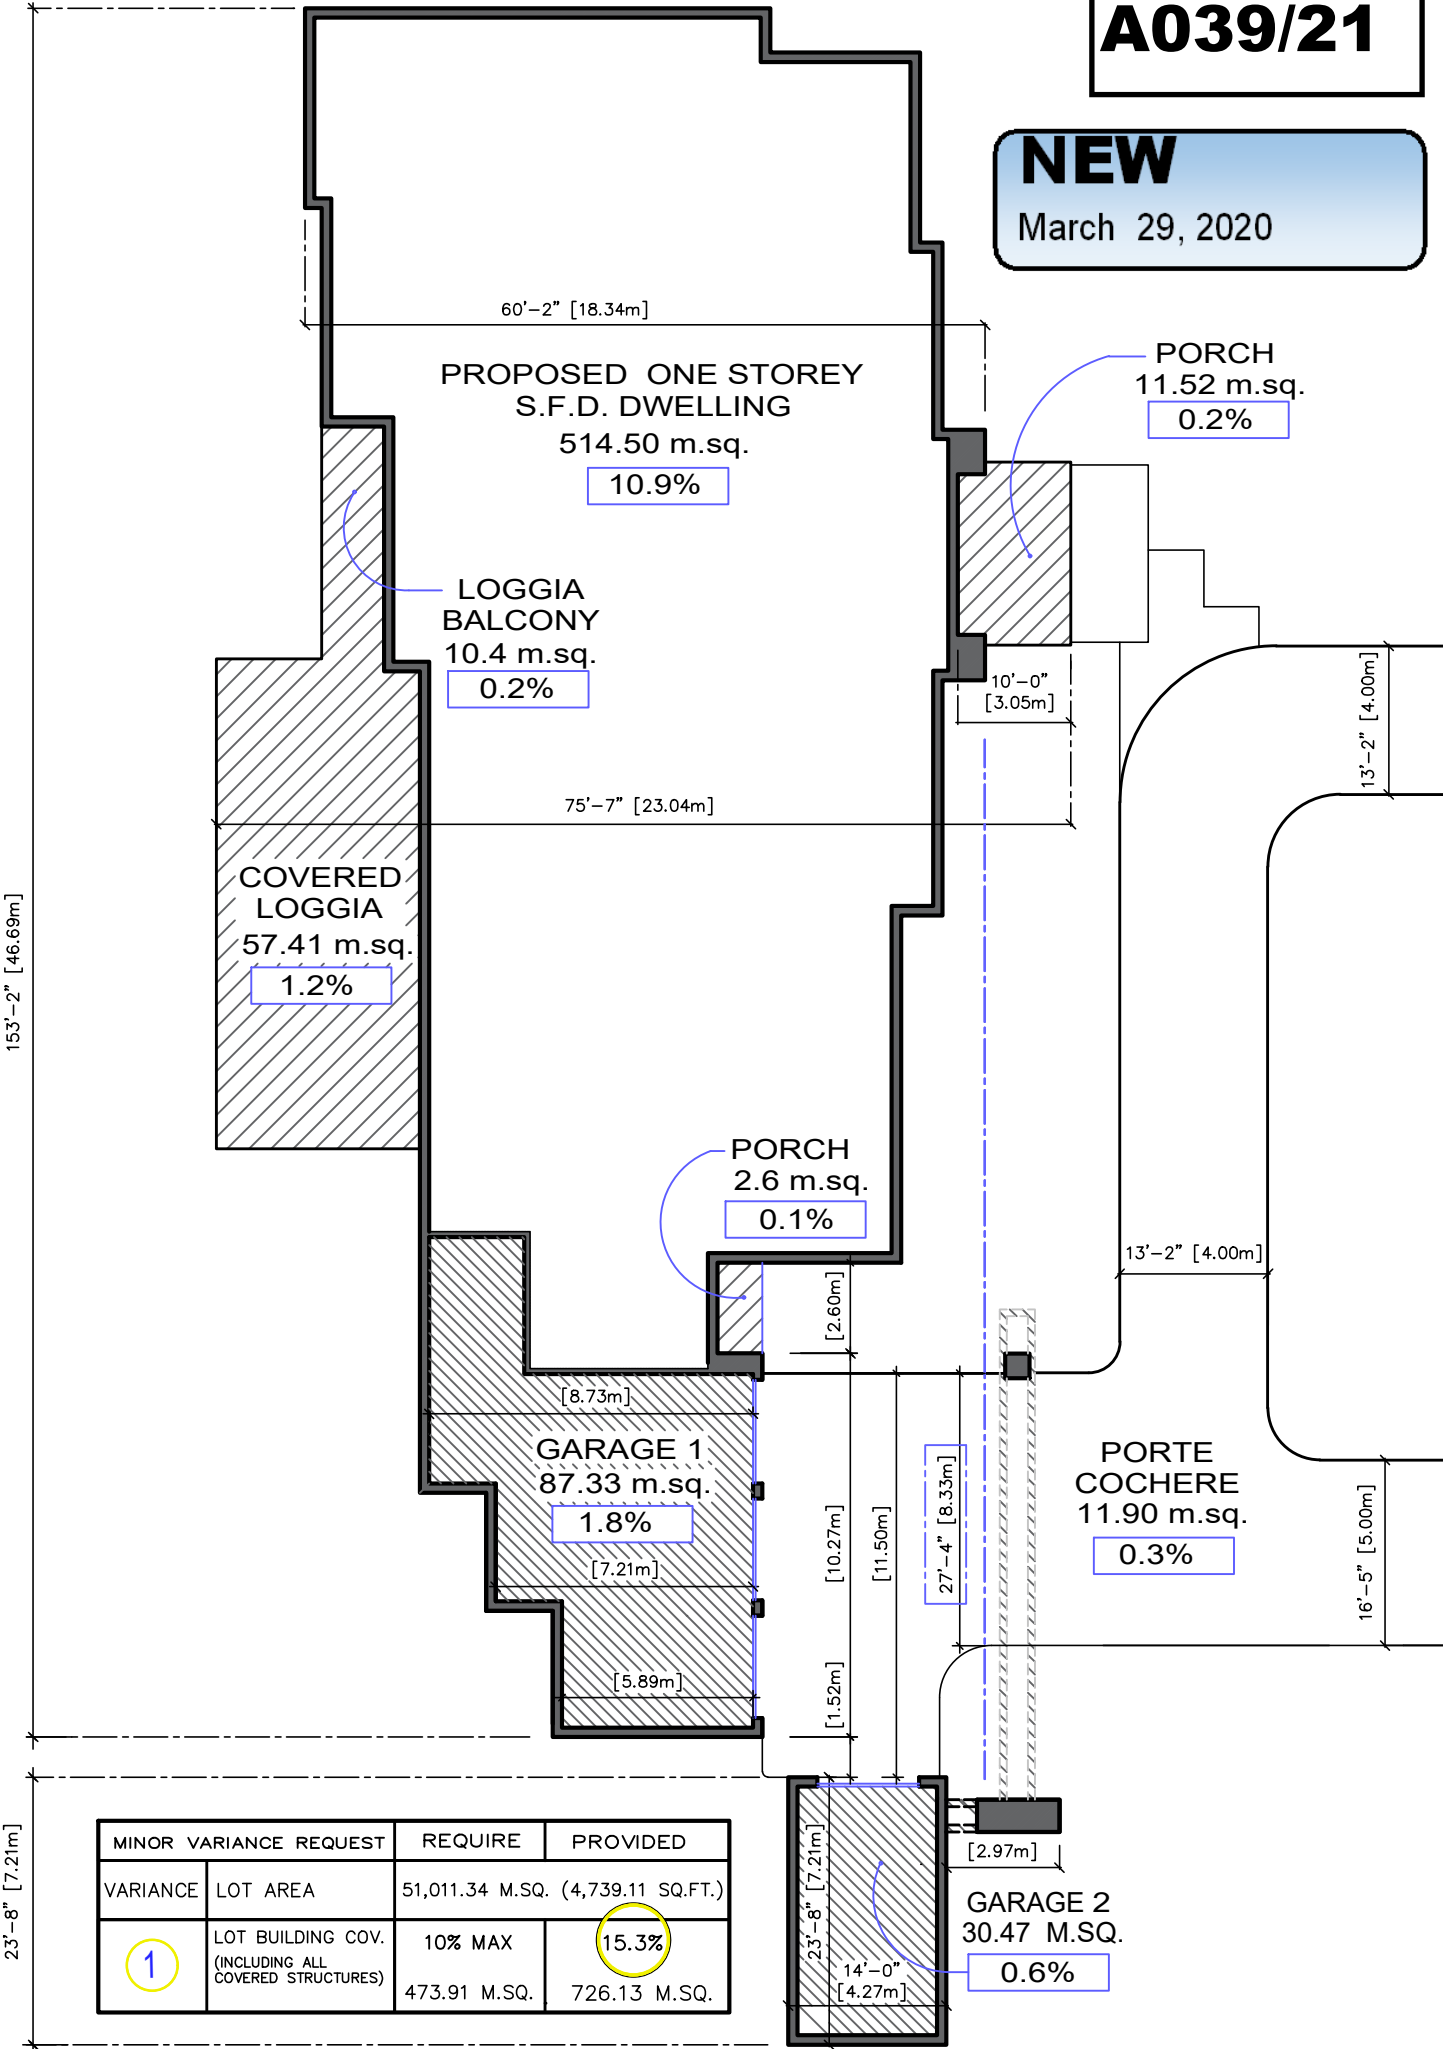 A039/21
NEW
March 29, 2020
60'-2" [18.34m]
PROPOSED ONE STOREY
S.F.D. DWELLING
514.50 m.sq.
10.9%
PORCH
11.52 m.sq.
0.2%
LOGGIA
BALCONY
10.4 m.sq.
0.2%
10'-0"
[3.05m]
13'-2" [4.00m]
75'-7" [23.04m]
COVERED
LOGGIA
57.41 m.sq.
1.2%
153'-2" [46.69m]
PORCH
2.6 m.sq.
0.1%
13'-2" [4.00m]
[2.60m]
[8.73m]
GARAGE 1
87.33 m.sq.
1.8%
[7.21m]
[5.89m]
[10.27m]
[11.50m]
27'-4" [8.33m]
[1.52m]
PORTE
COCHERE
11.90 m.sq.
0.3%
16'-5" [5.00m]
23'-8" [7.21m]
MINOR VARIANCE REQUEST REQUIRE PROVIDED
VARIANCE LOT AREA 51,011.34 M.SQ. (4,739.11 SQ.FT.)
1 LOT BUILDING COV.
(INCLUDING ALL
COVERED STRUCTURES)
10% MAX 15.3%
473.91 M.SQ. 726.13 M.SQ.
23'-8" [7.21m]
14'-0"
[4.27m]
[2.97m]
GARAGE 2
30.47 M.SQ.
0.6%